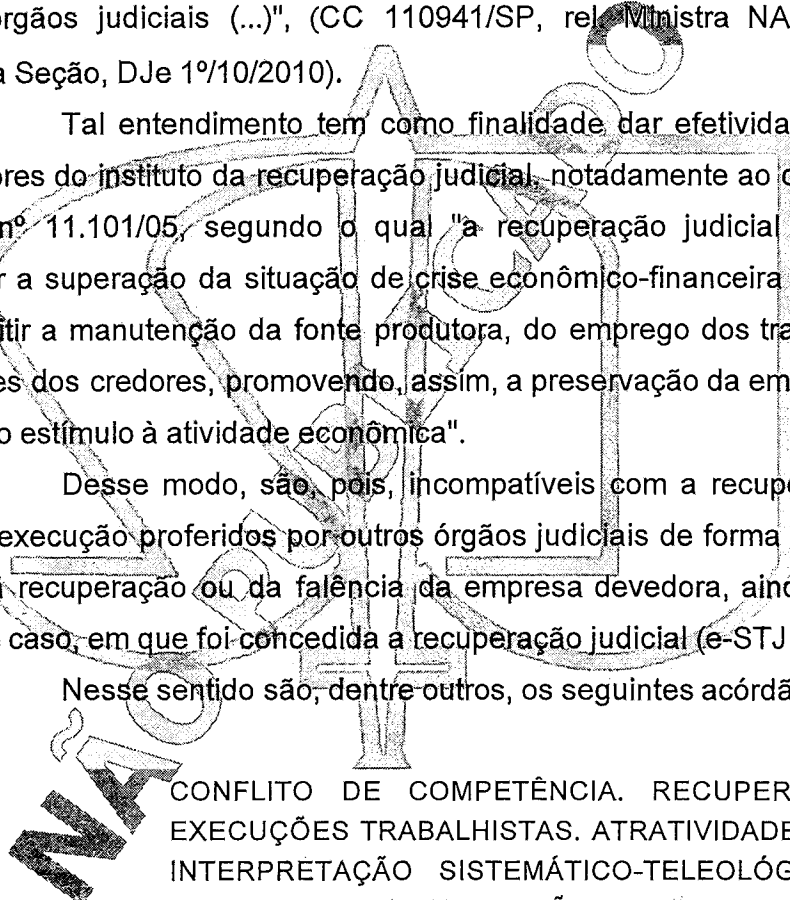 órgãos judiciais (...)", (CC 110941/SP, rel. Ministra NA
a Seção, DJe 1º/10/2010).
Tal entendimento tem como finalidade dar efetivida
ores do instituto da recuperação judicial, notadamente ao d
nº 11.101/05, segundo o qual "a recuperação judicial
r a superação da situação de crise econômico-financeira
itir a manutenção da fonte produtora, do emprego dos tra
es dos credores, promovendo, assim, a preservação da em
o estímulo à atividade econômica".
Desse modo, são, pois, incompatíveis com a recupe
execução proferidos por outros órgãos judiciais de forma
a recuperação ou da falência da empresa devedora, aind
e caso, em que foi concedida a recuperação judicial (e-STJ
Nesse sentido são, dentre outros, os seguintes acórdã
CONFLITO DE COMPETÊNCIA. RECUPER
EXECUÇÕES TRABALHISTAS. ATRATIVIDADE
INTERPRETAÇÃO SISTEMÁTICO-TELEOLÓG
NÃO PUBLICADO